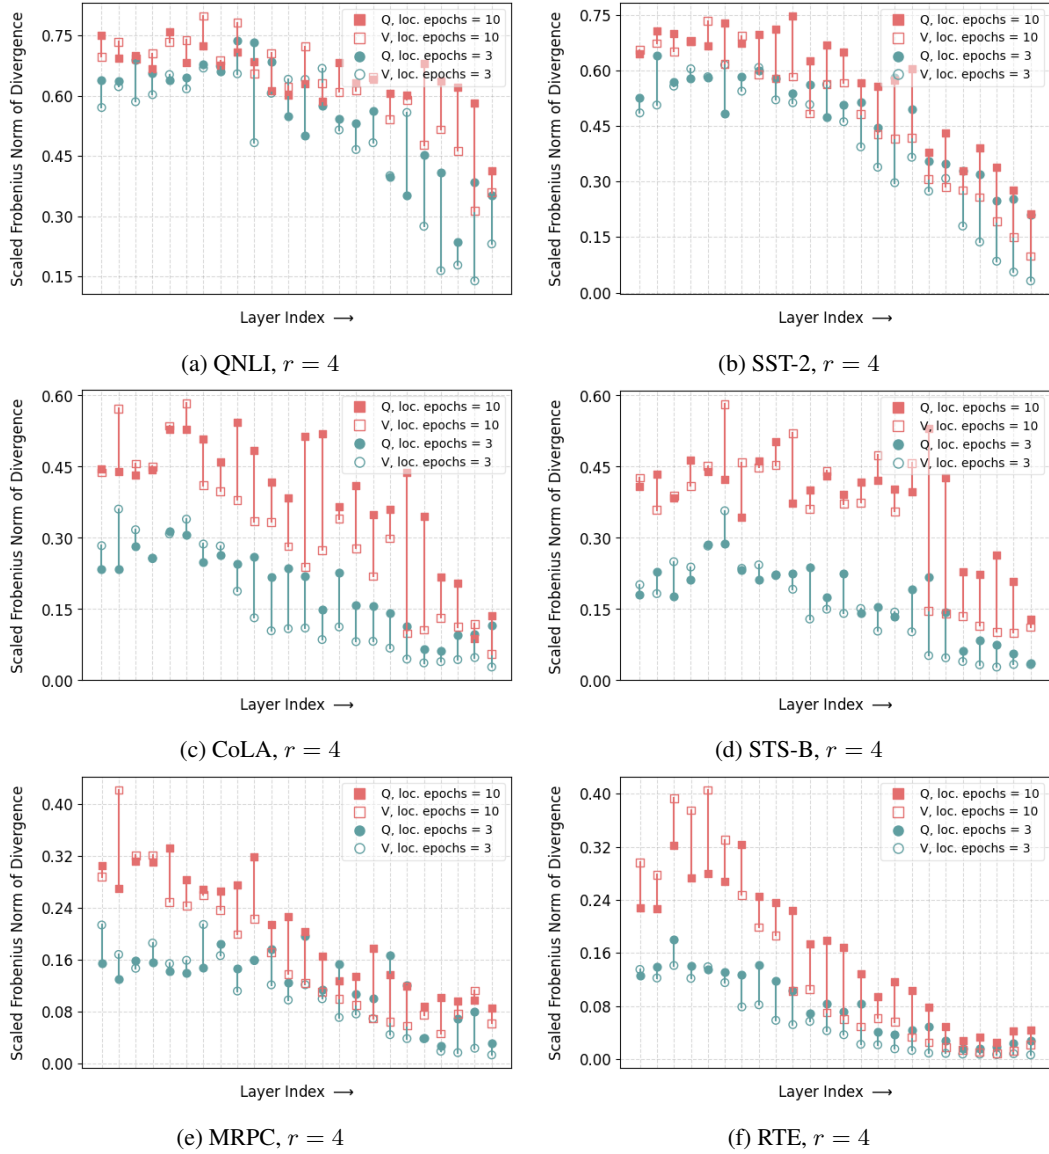 Scaled Frobenius Norm of Divergence
0.75
0.60
0.45
0.30
0.15
Q, loc. epochs = 10
V, loc. epochs = 10
Q, loc. epochs = 3
V, loc. epochs = 3
Layer Index ⟶
(a) QNLI, r = 4
Scaled Frobenius Norm of Divergence
0.75
0.60
0.45
0.30
0.15
0.00
Q, loc. epochs = 10
V, loc. epochs = 10
Q, loc. epochs = 3
V, loc. epochs = 3
Layer Index ⟶
(b) SST-2, r = 4
Scaled Frobenius Norm of Divergence
0.60
0.45
0.30
0.15
0.00
Q, loc. epochs = 10
V, loc. epochs = 10
Q, loc. epochs = 3
V, loc. epochs = 3
Layer Index ⟶
(c) CoLA, r = 4
Scaled Frobenius Norm of Divergence
0.60
0.45
0.30
0.15
0.00
Q, loc. epochs = 10
V, loc. epochs = 10
Q, loc. epochs = 3
V, loc. epochs = 3
Layer Index ⟶
(d) STS-B, r = 4
Scaled Frobenius Norm of Divergence
0.40
0.32
0.24
0.16
0.08
0.00
Q, loc. epochs = 10
V, loc. epochs = 10
Q, loc. epochs = 3
V, loc. epochs = 3
Layer Index ⟶
(e) MRPC, r = 4
Scaled Frobenius Norm of Divergence
0.40
0.32
0.24
0.16
0.08
0.00
Q, loc. epochs = 10
V, loc. epochs = 10
Q, loc. epochs = 3
V, loc. epochs = 3
Layer Index ⟶
(f) RTE, r = 4